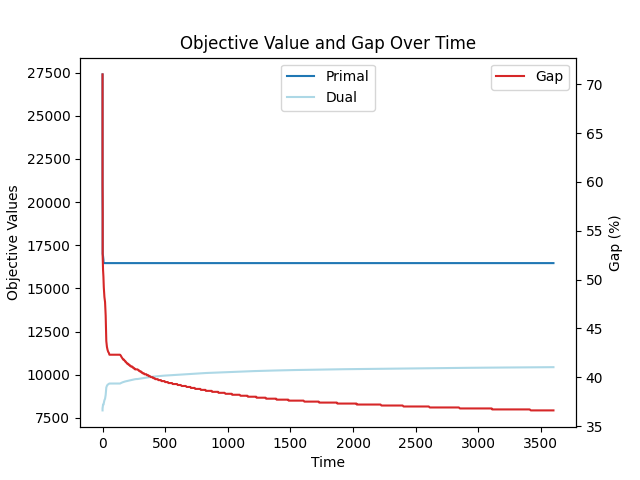 Objective Value and Gap Over Time
Primal
Dual
Gap
27500
25000
22500
20000
17500
15000
12500
10000
7500
Objective Values
70
65
60
55
50
45
40
35
Gap (%)
0 500 1000 1500 2000 2500 3000 3500
Time